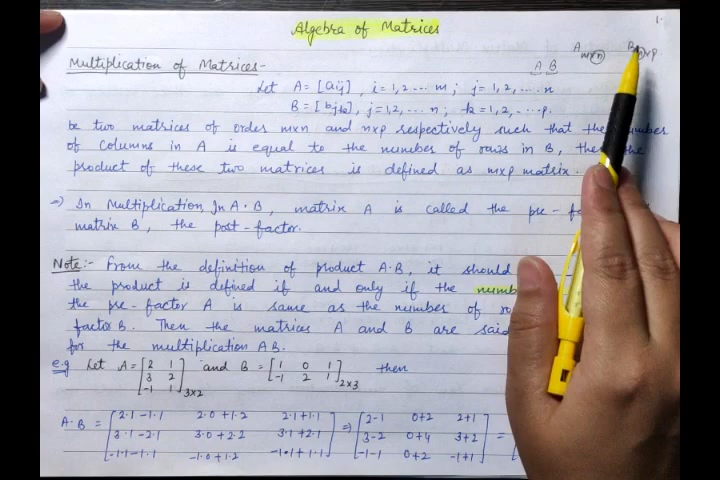 Algebra of Matrices
1.
A m×n B n×p
Multiplication of Matrices:-
A B
Let A = [aij], i = 1, 2 ... m ; j = 1, 2, .... n
B = [bjk], j = 1, 2, ... n ; k = 1, 2, ....p.
be two matrices of order m×n and n×p respectively such that the number
of columns in A is equal to the number of rows in B, then the
product of these two matrices is defined as m×p matrix.
⇒ In Multiplication, In A·B, matrix A is called the pre-
matrix B, the post-factor.
Note:- From the definition of product A·B, it should
the product is defined if and only if the
the pre-factor A is same as the number of
factor B. Then the matrices A and B are said
for the multiplication AB.
e.g Let A = [2 1 and B = [1 0 1 then
3 2 -1 2 1] 2×3
-1 1] 3×2
A·B = [2·1-1·1 2·0+1·2 2·1+1·1 ⇒ [2-1 0+2 2+1
3·1-2·1 3·0+2·2 3·1+2·1 3-2 0+4 3+2 = [
-1·1-1·1 -1·0+1·2 -1·1+1·1] -1-1 0+2 -1+1]